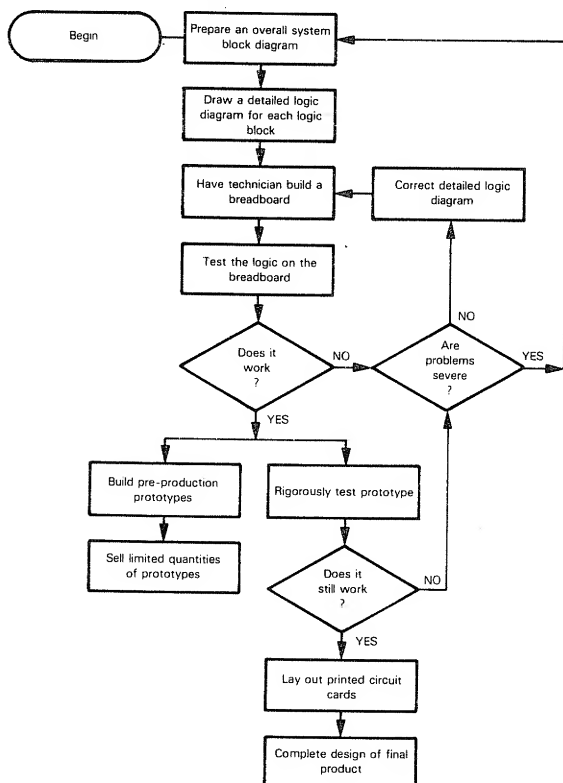 Begin
Prepare an overall system
block diagram
Draw a detailed logic
diagram for each logic
block
Have technician build a
breadboard
Correct detailed logic
diagram
Test the logic on the
breadboard
Does it
work
?
NO
YES
Are
problems
severe
?
NO
YES
Build pre-production
prototypes
Rigorously test prototype
Sell limited quantities
of prototypes
Does it
still work
?
NO
YES
Lay out printed circuit
cards
Complete design of final
product